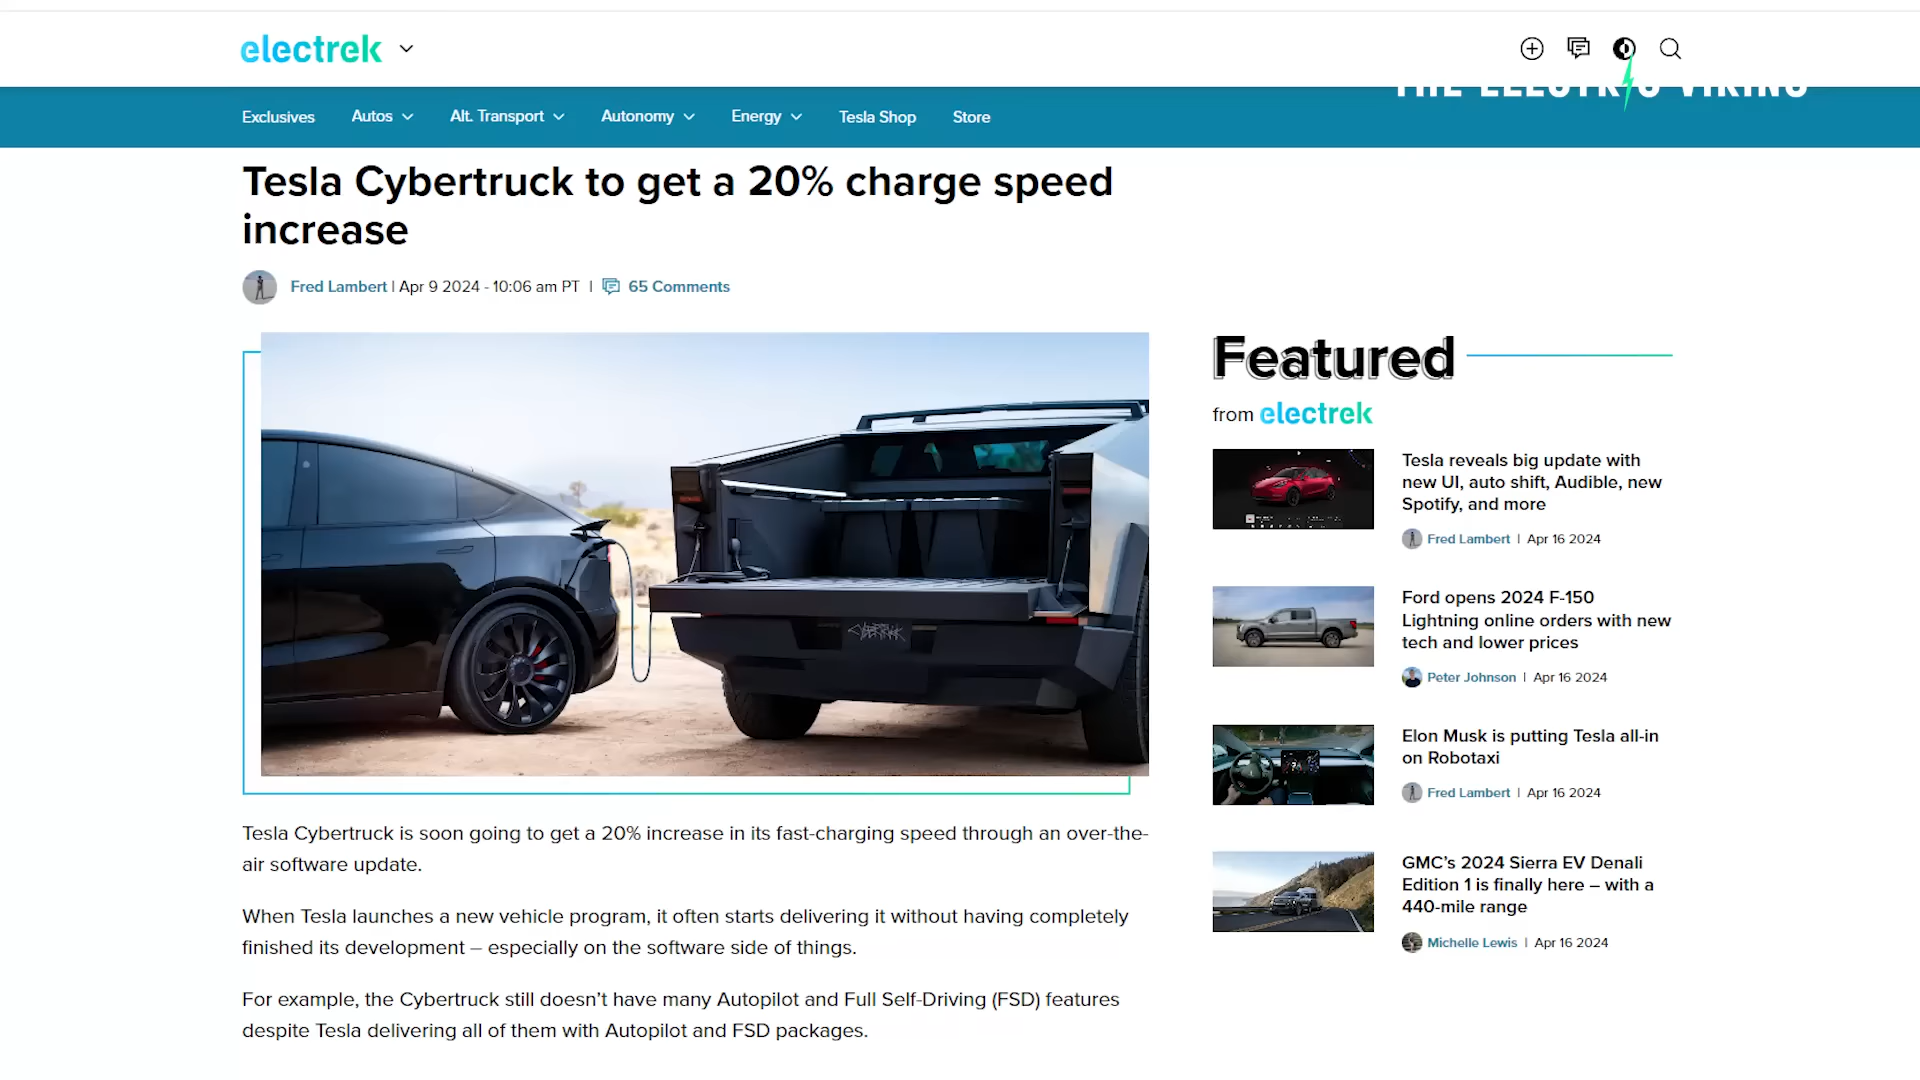 electrek
THE ELECTRIC VIKING
Exclusives Autos Alt. Transport Autonomy Energy Tesla Shop Store
Tesla Cybertruck to get a 20% charge speed
increase
Fred Lambert | Apr 9 2024 - 10:06 am PT | 65 Comments
CYBERTRUCK
Tesla Cybertruck is soon going to get a 20% increase in its fast-charging speed through an over-the-
air software update.
When Tesla launches a new vehicle program, it often starts delivering it without having completely
finished its development – especially on the software side of things.
For example, the Cybertruck still doesn’t have many Autopilot and Full Self-Driving (FSD) features
despite Tesla delivering all of them with Autopilot and FSD packages.
Featured
from electrek
Tesla reveals big update with
new UI, auto shift, Audible, new
Spotify, and more
Fred Lambert | Apr 16 2024
Ford opens 2024 F-150
Lightning online orders with new
tech and lower prices
Peter Johnson | Apr 16 2024
Elon Musk is putting Tesla all-in
on Robotaxi
Fred Lambert | Apr 16 2024
GMC’s 2024 Sierra EV Denali
Edition 1 is finally here – with a
440-mile range
Michelle Lewis | Apr 16 2024